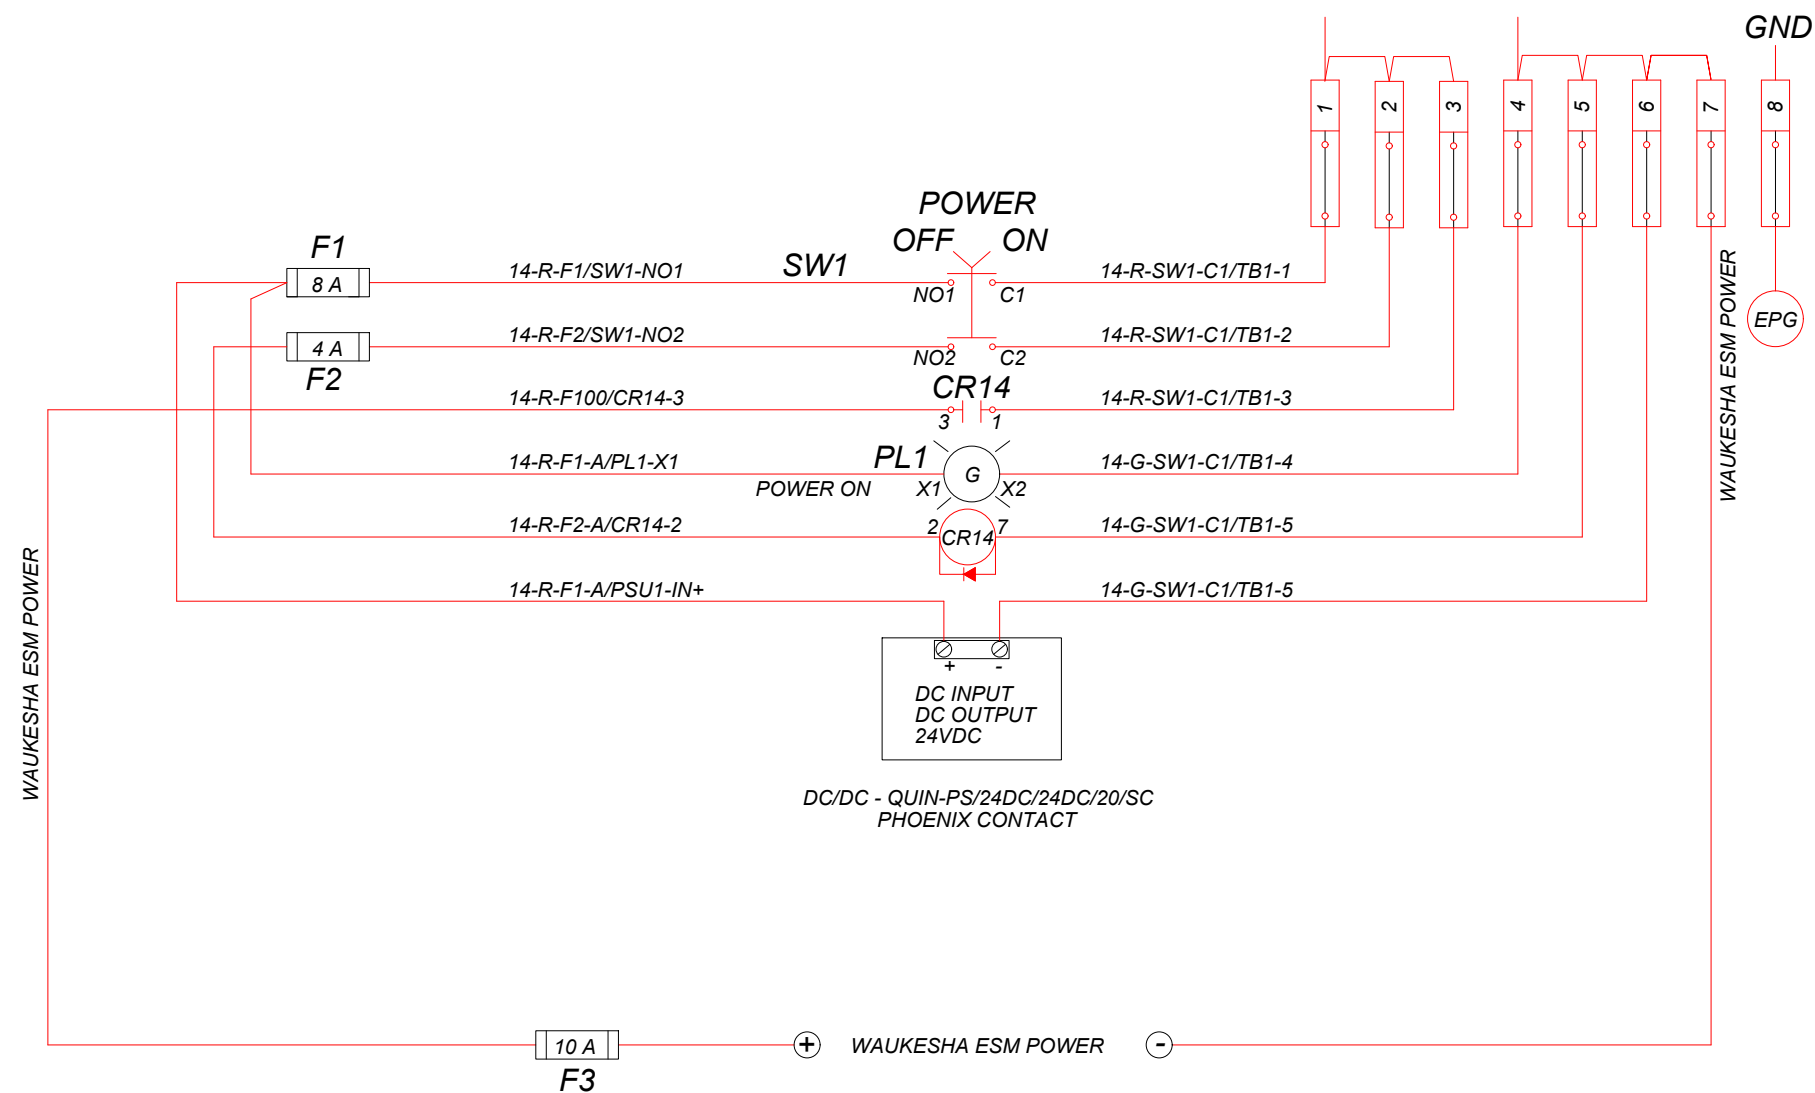 GND
1
2
3
4
5
6
7
8
POWER
OFF ON
F1
8 A
14-R-F1/SW1-NO1
SW1
NO1
C1
14-R-SW1-C1/TB1-1
EPG
WAUKESHA ESM POWER
14-R-F2/SW1-NO2
4 A
F2
NO2
C2
14-R-SW1-C1/TB1-2
CR14
14-R-F100/CR14-3
3
1
14-R-SW1-C1/TB1-3
14-R-F1-A/PL1-X1
PL1
POWER ON
X1
G
X2
14-G-SW1-C1/TB1-4
14-R-F2-A/CR14-2
2
CR14
7
14-G-SW1-C1/TB1-5
WAUKESHA ESM POWER
14-R-F1-A/PSU1-IN+
14-G-SW1-C1/TB1-5
+
-
DC INPUT
DC OUTPUT
24VDC
DC/DC - QUIN-PS/24DC/24DC/20/SC
PHOENIX CONTACT
10 A
F3
+
WAUKESHA ESM POWER
-